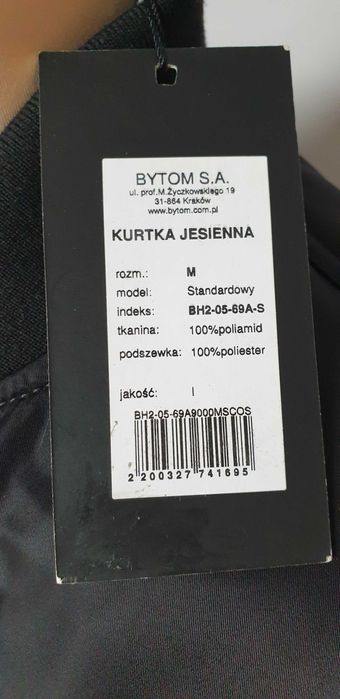 BYTOM S.A.
ul. prof.M.Życzkowskiego 19
31-864 Kraków
www.bytom.com.pl
KURTKA JESIENNA
rozm.: M
model: Standardowy
indeks: BH2-05-69A-S
tkanina: 100%poliamid
podszewka: 100%poliester
jakość: I
BH2-05-69A9000MSCOS
2 200327 741695